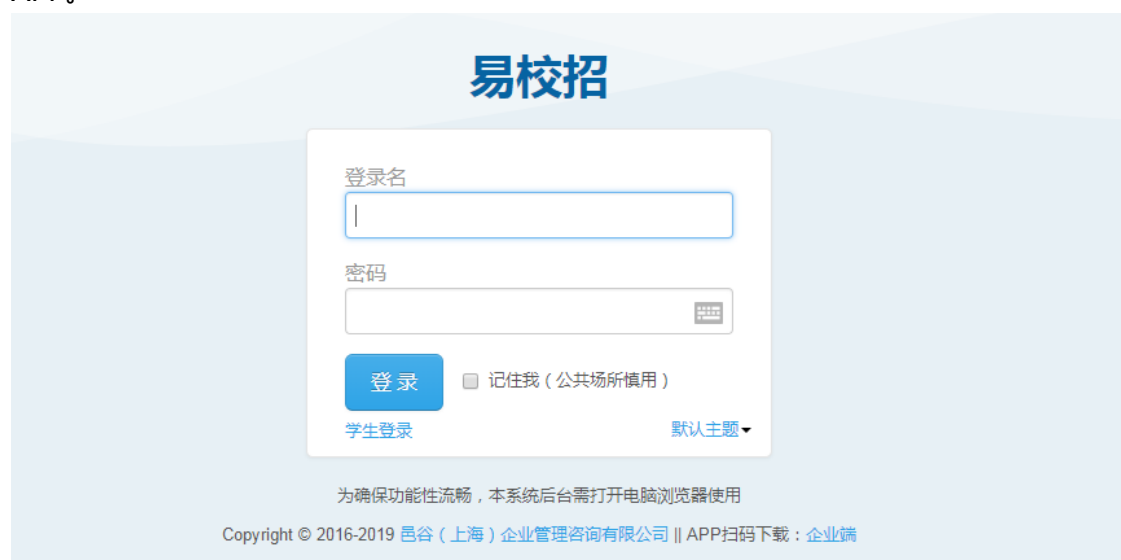 易校招
登录名
密码
登录 记住我（公共场所慎用）
学生登录 默认主题
为确保功能性流畅，本系统后台需打开电脑浏览器使用
Copyright © 2016-2019 邑谷（上海）企业管理咨询有限公司 || APP扫码下载：企业端